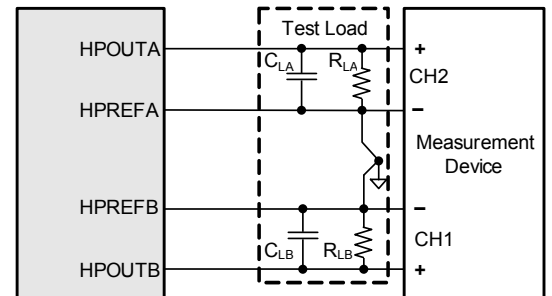 HPOUTA
HPREFA
HPREFB
HPOUTB
Test Load
CLA
RLA
CLB
RLB
+
CH2
−
Measurement
Device
−
CH1
+